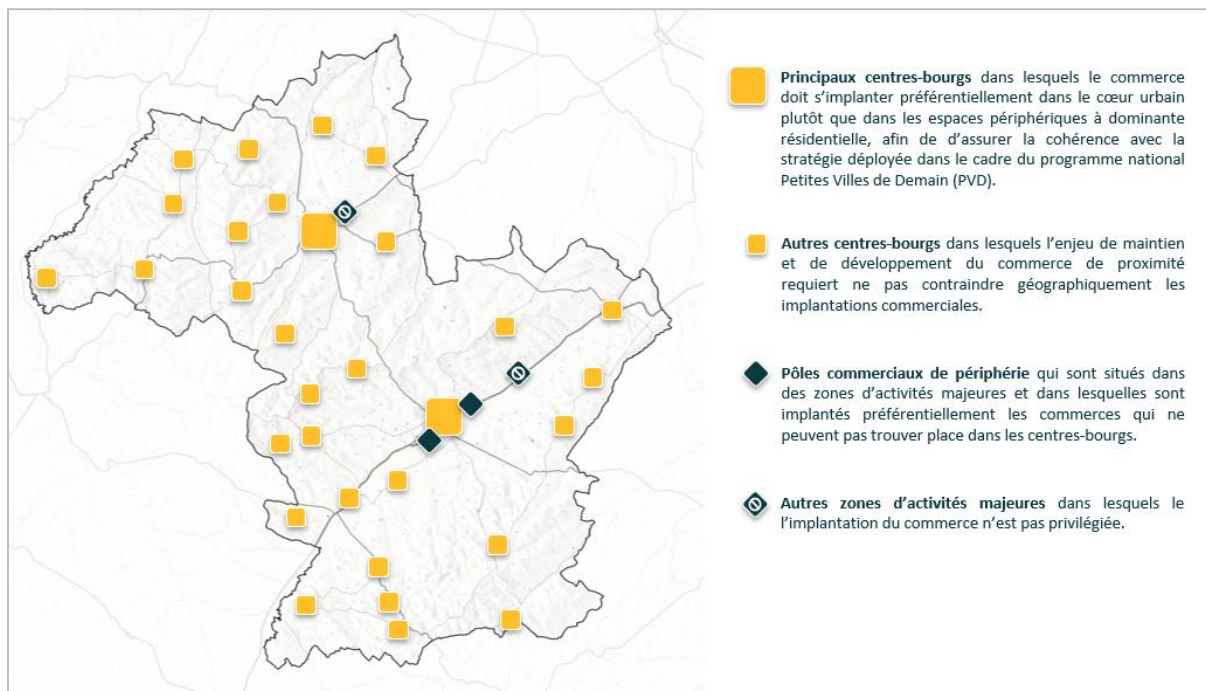 Principaux centres-bourgs dans lesquels le commerce
doit s’implanter préférentiellement dans le cœur urbain
plutôt que dans les espaces périphériques à dominante
résidentielle, afin de d’assurer la cohérence avec la
stratégie déployée dans le cadre du programme national
Petites Villes de Demain (PVD).
Autres centres-bourgs dans lesquels l’enjeu de maintien
et de développement du commerce de proximité
requiert ne pas contraindre géographiquement les
implantations commerciales.
Pôles commerciaux de périphérie qui sont situés dans
des zones d’activités majeures et dans lesquelles sont
implantés préférentiellement les commerces qui ne
peuvent pas trouver place dans les centres-bourgs.
Autres zones d’activités majeures dans lesquels le
l’implantation du commerce n’est pas privilégiée.